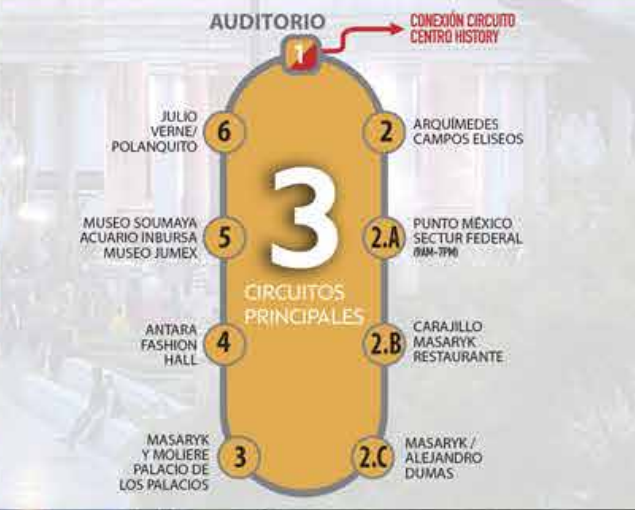 AUDITORIO
1
CONEXIÓN CIRCUITO
CENTRO HISTORY
6
JULIO
VERNE/
POLANQUITO
2
ARQUÍMEDES
CAMPOS ELISEOS
5
MUSEO SOUMAYA
ACUARIO INBURSA
MUSEO JUMEX
2.A
PUNTO MÉXICO
SECTUR FEDERAL
(9AM-7PM)
3
CIRCUITOS
PRINCIPALES
4
ANTARA
FASHION
HALL
2.B
CARAJILLO
MASARYK
RESTAURANTE
3
MASARYK
Y MOLIERE
PALACIO DE
LOS PALACIOS
2.C
MASARYK /
ALEJANDRO
DUMAS